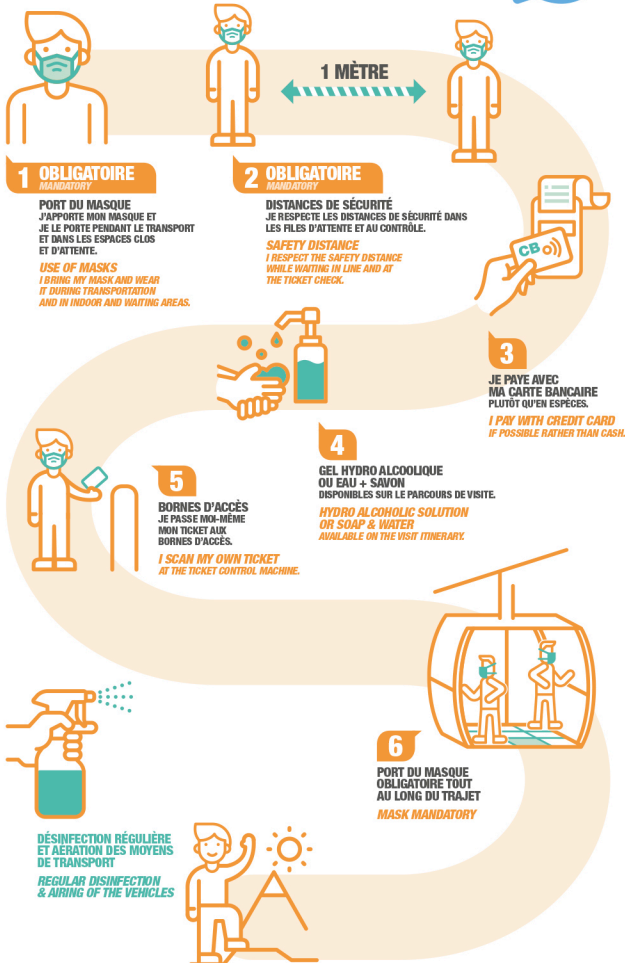 1 MÈTRE
1 OBLIGATOIRE
MANDATORY
PORT DU MASQUE
J'APPORTE MON MASQUE ET
JE LE PORTE PENDANT LE TRANSPORT
ET DANS LES ESPACES CLOS
ET D'ATTENTE.
USE OF MASKS
I BRING MY MASK AND WEAR
IT DURING TRANSPORTATION
AND IN INDOOR AND WAITING AREAS.
2 OBLIGATOIRE
MANDATORY
DISTANCES DE SÉCURITÉ
JE RESPECTE LES DISTANCES DE SÉCURITÉ DANS
LES FILES D'ATTENTE ET AU CONTRÔLE.
SAFETY DISTANCE
I RESPECT THE SAFETY DISTANCE
WHILE WAITING IN LINE AND AT
THE TICKET CHECK.
CB
3
JE PAYE AVEC
MA CARTE BANCAIRE
PLUTÔT QU'EN ESPÈCES.
I PAY WITH CREDIT CARD
IF POSSIBLE RATHER THAN CASH.
4
GEL HYDRO ALCOOLIQUE
OU EAU + SAVON
DISPONIBLES SUR LE PARCOURS DE VISITE.
HYDRO ALCOHOLIC SOLUTION
OR SOAP & WATER
AVAILABLE ON THE VISIT ITINERARY.
5
BORNES D'ACCÈS
JE PASSE MOI-MÊME
MON TICKET AUX
BORNES D'ACCÈS.
I SCAN MY OWN TICKET
AT THE TICKET CONTROL MACHINE.
6
PORT DU MASQUE
OBLIGATOIRE TOUT
AU LONG DU TRAJET
MASK MANDATORY
DÉSINFECTION RÉGULIÈRE
ET AÉRATION DES MOYENS
DE TRANSPORT
REGULAR DISINFECTION
& AIRING OF THE VEHICLES